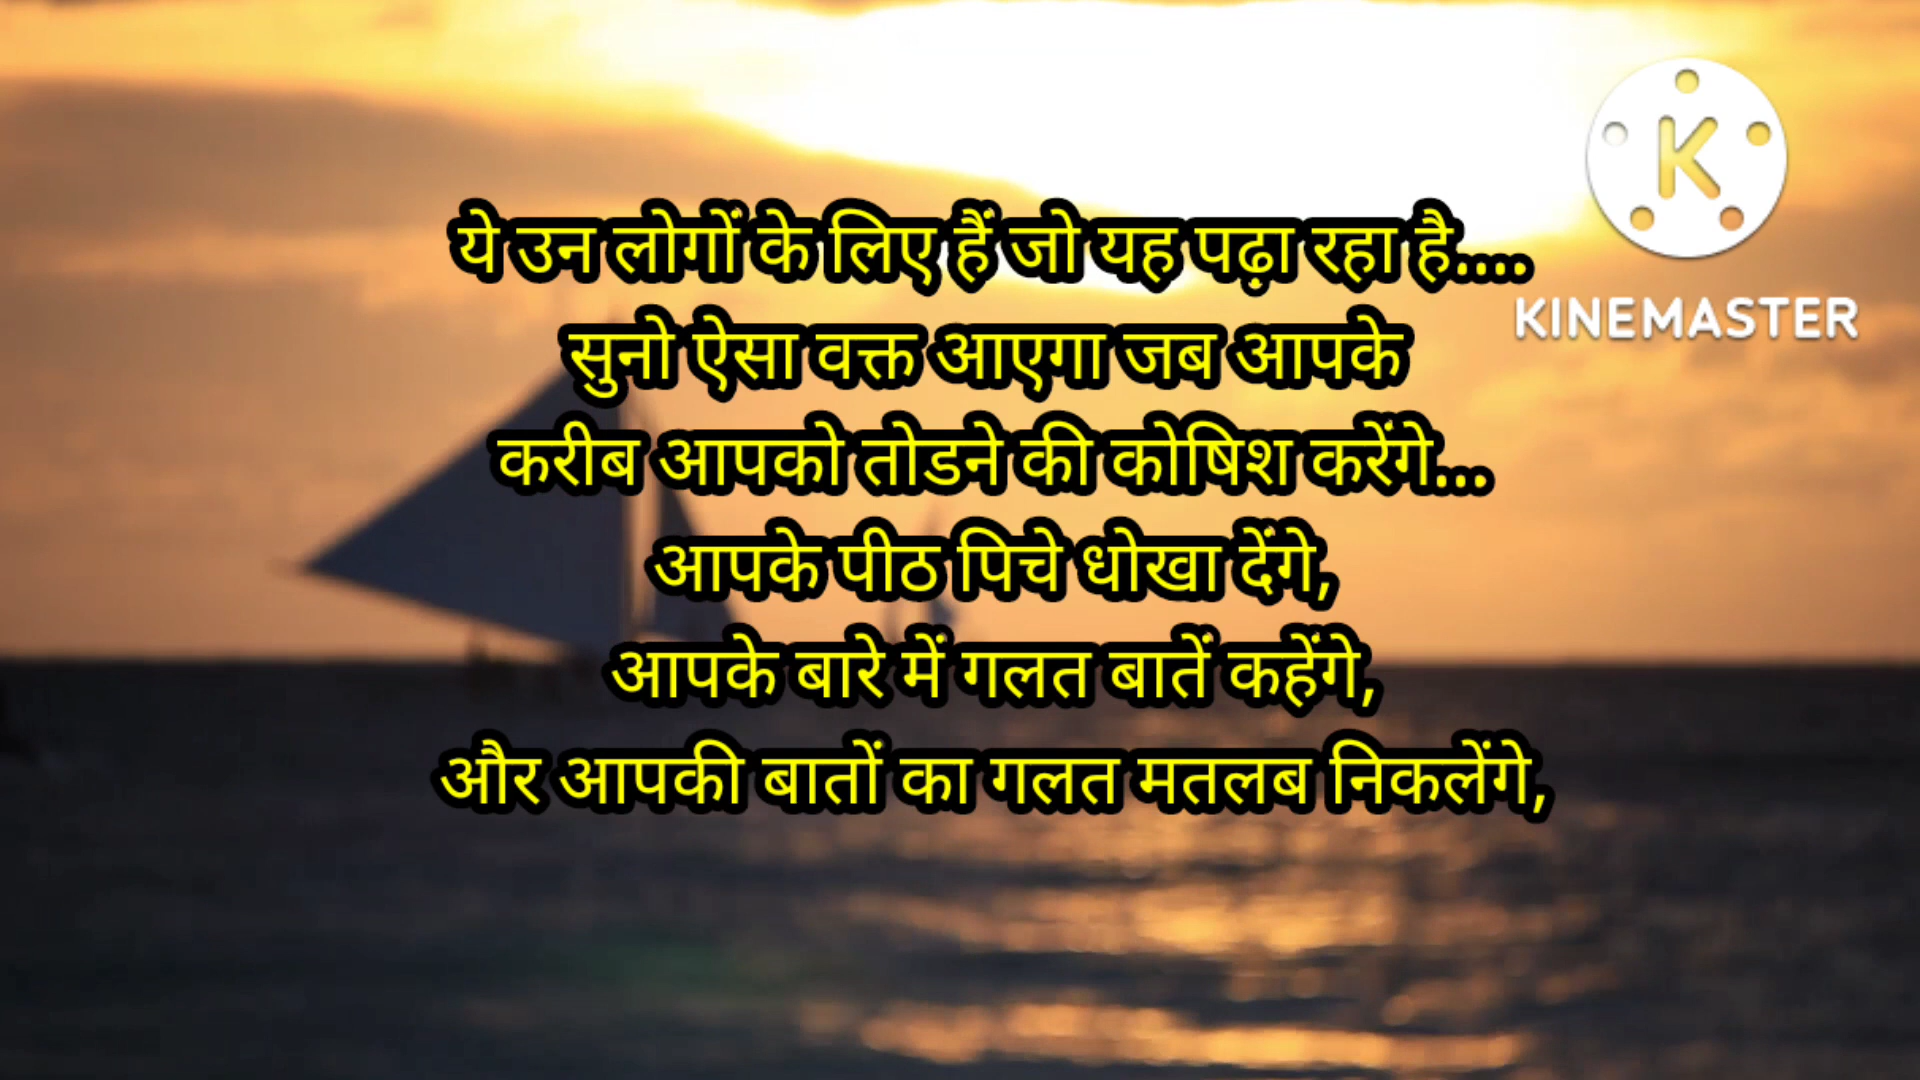 ये उन लोगों के लिए हैं जो यह पढ़ा रहा है....
सुनो ऐसा वक्त आएगा जब आपके
करीब आपको तोडने की कोषिश करेंगे...
आपके पीठ पिचे धोखा देंगे,
आपके बारे में गलत बातें कहेंगे,
और आपकी बातों का गलत मतलब निकलेंगे,
K
KINEMASTER